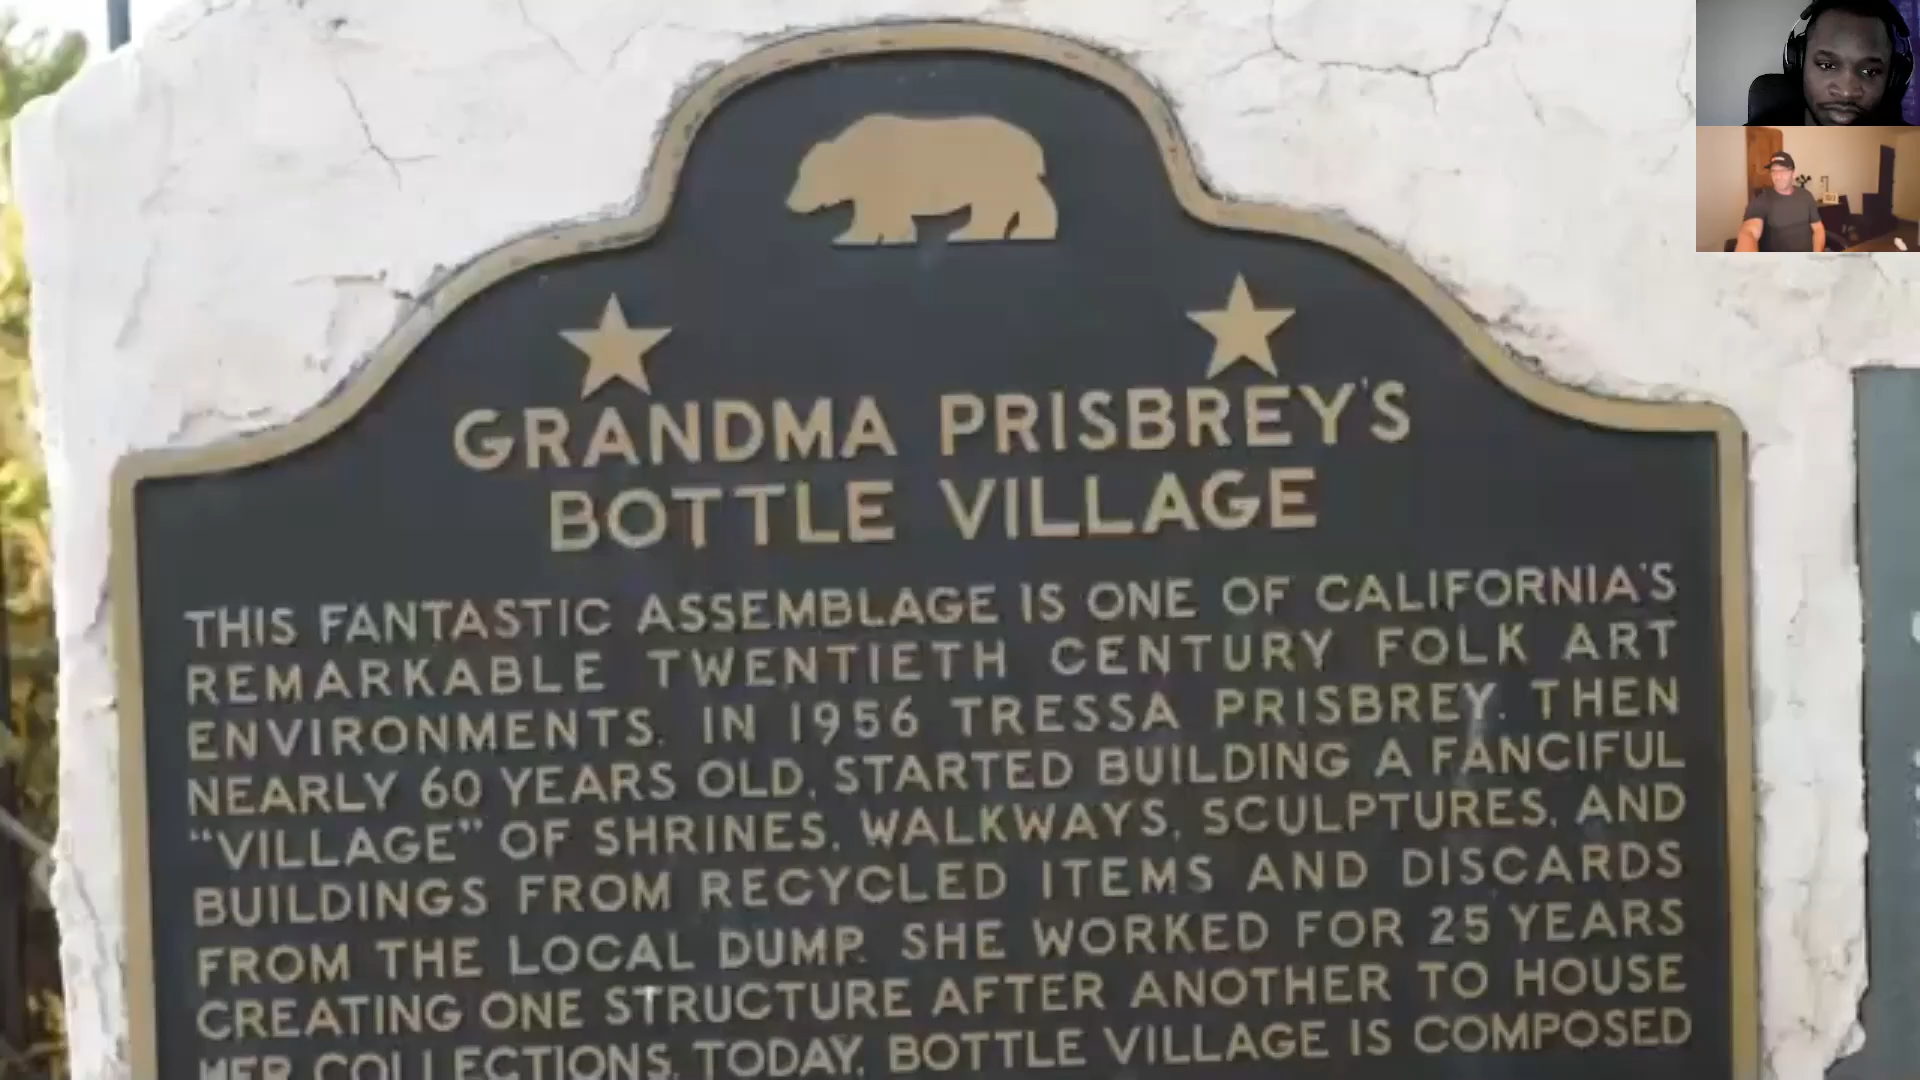 GRANDMA PRISBREY'S
BOTTLE VILLAGE
THIS FANTASTIC ASSEMBLAGE IS ONE OF CALIFORNIA'S
REMARKABLE TWENTIETH CENTURY FOLK ART
ENVIRONMENTS. IN 1956 TRESSA PRISBREY, THEN
NEARLY 60 YEARS OLD, STARTED BUILDING A FANCIFUL
“VILLAGE” OF SHRINES, WALKWAYS, SCULPTURES, AND
BUILDINGS FROM RECYCLED ITEMS AND DISCARDS
FROM THE LOCAL DUMP. SHE WORKED FOR 25 YEARS
CREATING ONE STRUCTURE AFTER ANOTHER TO HOUSE
HER COLLECTIONS. TODAY, BOTTLE VILLAGE IS COMPOSED